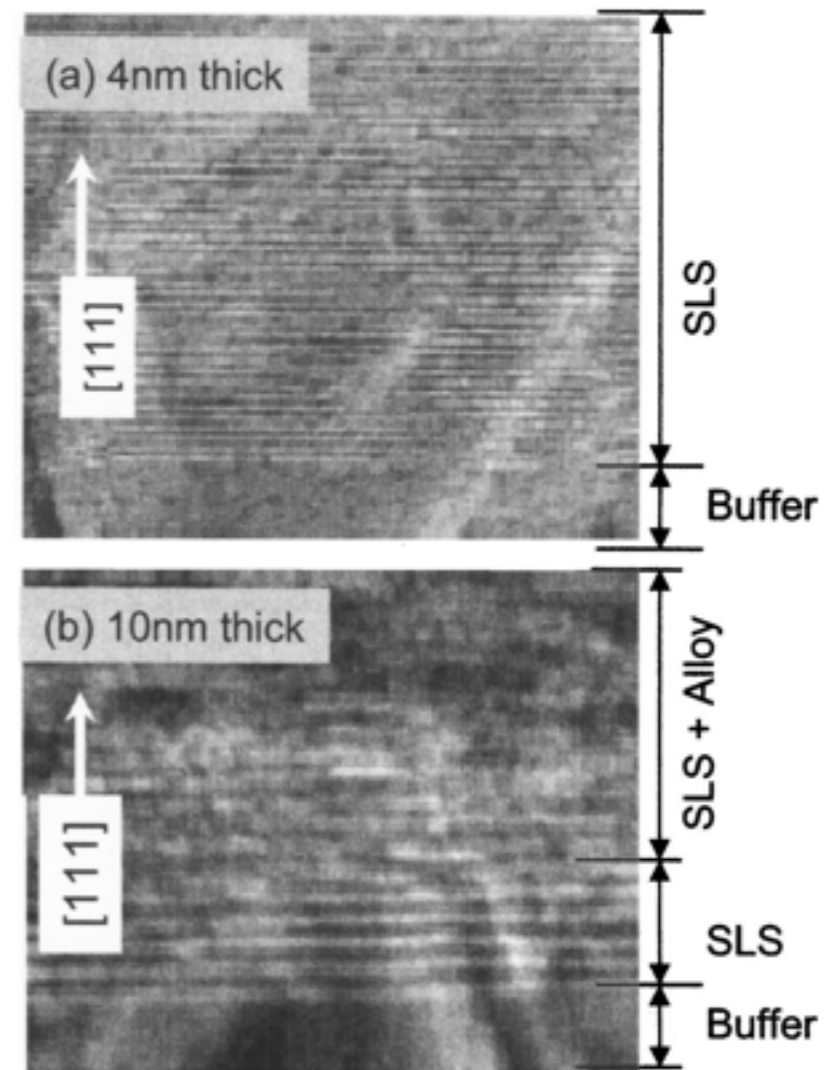 (a) 4nm thick
[111]
SLS
Buffer
(b) 10nm thick
[111]
SLS + Alloy
SLS
Buffer